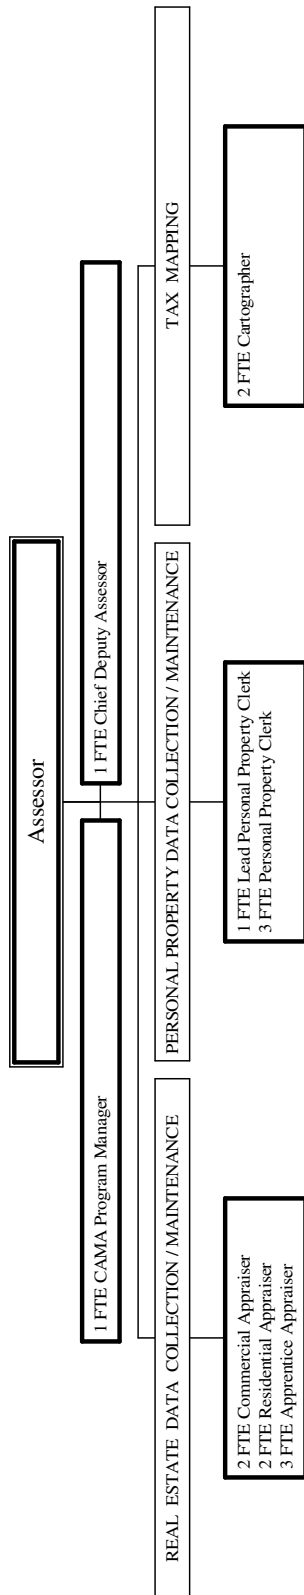 Assessor
1 FTE CAMA Program Manager
1 FTE Chief Deputy Assessor
REAL ESTATE DATA COLLECTION / MAINTENANCE
PERSONAL PROPERTY DATA COLLECTION / MAINTENANCE
TAX MAPPING
2 FTE Commercial Appraiser
2 FTE Residential Appraiser
3 FTE Apprentice Appraiser
1 FTE Lead Personal Property Clerk
3 FTE Personal Property Clerk
2 FTE Cartographer